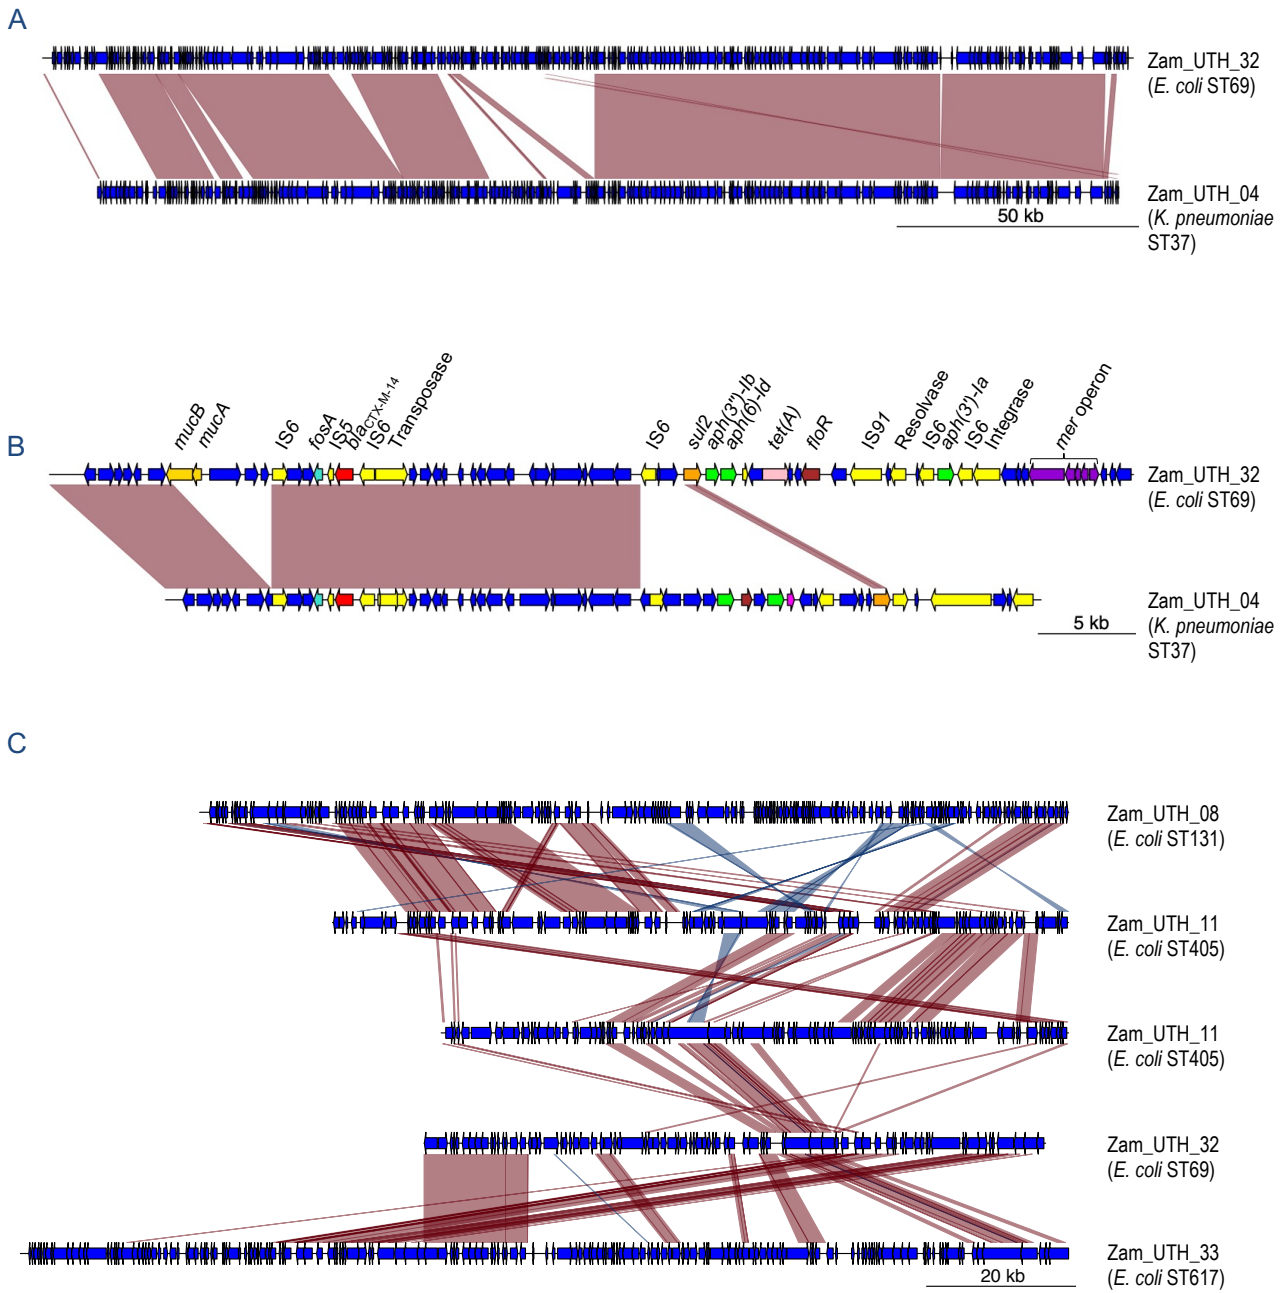 A
Zam_UTH_32
(E. coli ST69)
Zam_UTH_04
(K. pneumoniae
ST37)
50 kb
B
mucB
mucA
IS6
fosA
IS5
blaCTX-M-14
IS6
Transposase
IS6
sul2
aph(3")-Ib
aph(6)-Id
tet(A)
floR
IS91
Resolvase
IS6
aph(3')-Ia
IS6
Integrase
mer operon
Zam_UTH_32
(E. coli ST69)
Zam_UTH_04
(K. pneumoniae
ST37)
5 kb
C
Zam_UTH_08
(E. coli ST131)
Zam_UTH_11
(E. coli ST405)
Zam_UTH_11
(E. coli ST405)
Zam_UTH_32
(E. coli ST69)
Zam_UTH_33
(E. coli ST617)
20 kb